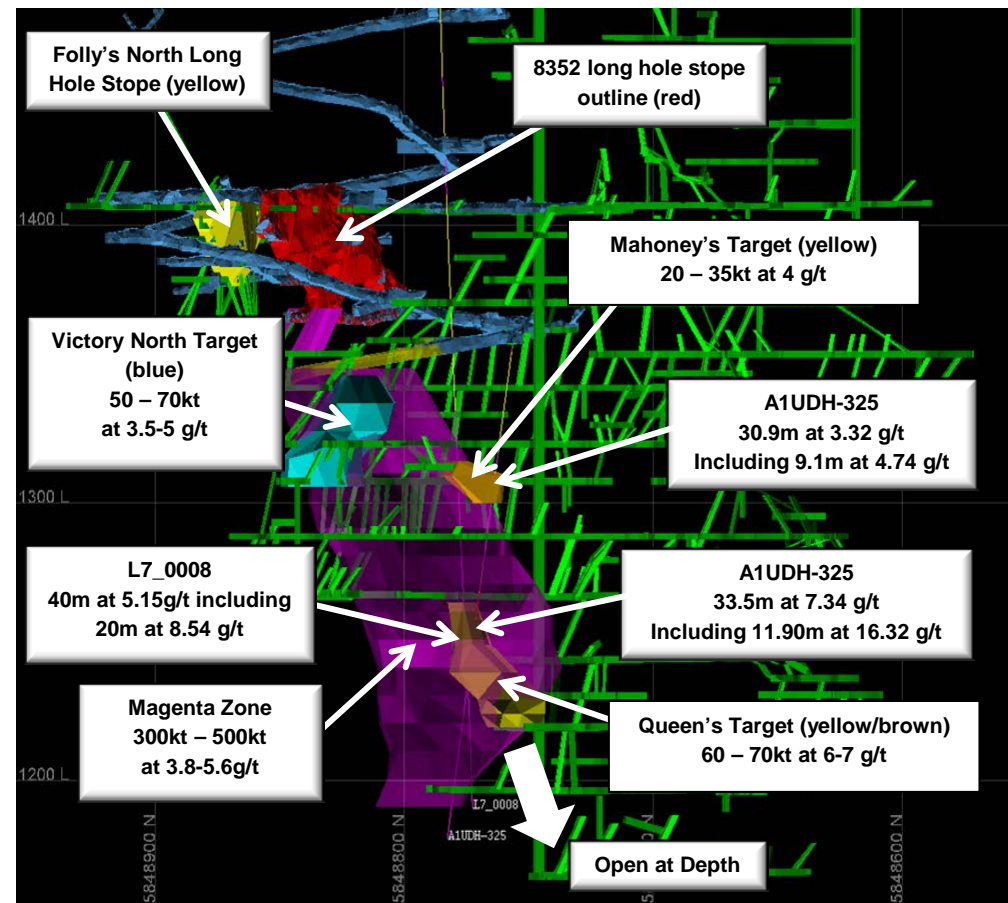 Folly's North Long
Hole Stope (yellow)
8352 long hole stope
outline (red)
1400 L
Mahoney's Target (yellow)
20 – 35kt at 4 g/t
Victory North Target
(blue)
50 – 70kt
at 3.5-5 g/t
A1UDH-325
30.9m at 3.32 g/t
Including 9.1m at 4.74 g/t
1300 L
L7_0008
40m at 5.15g/t including
20m at 8.54 g/t
A1UDH-325
33.5m at 7.34 g/t
Including 11.90m at 16.32 g/t
Magenta Zone
300kt – 500kt
at 3.8-5.6g/t
Queen's Target (yellow/brown)
60 – 70kt at 6-7 g/t
1200 L
L7_0008
A1UDH-325
Open at Depth
5848900 N
5848800 N
5848600 N